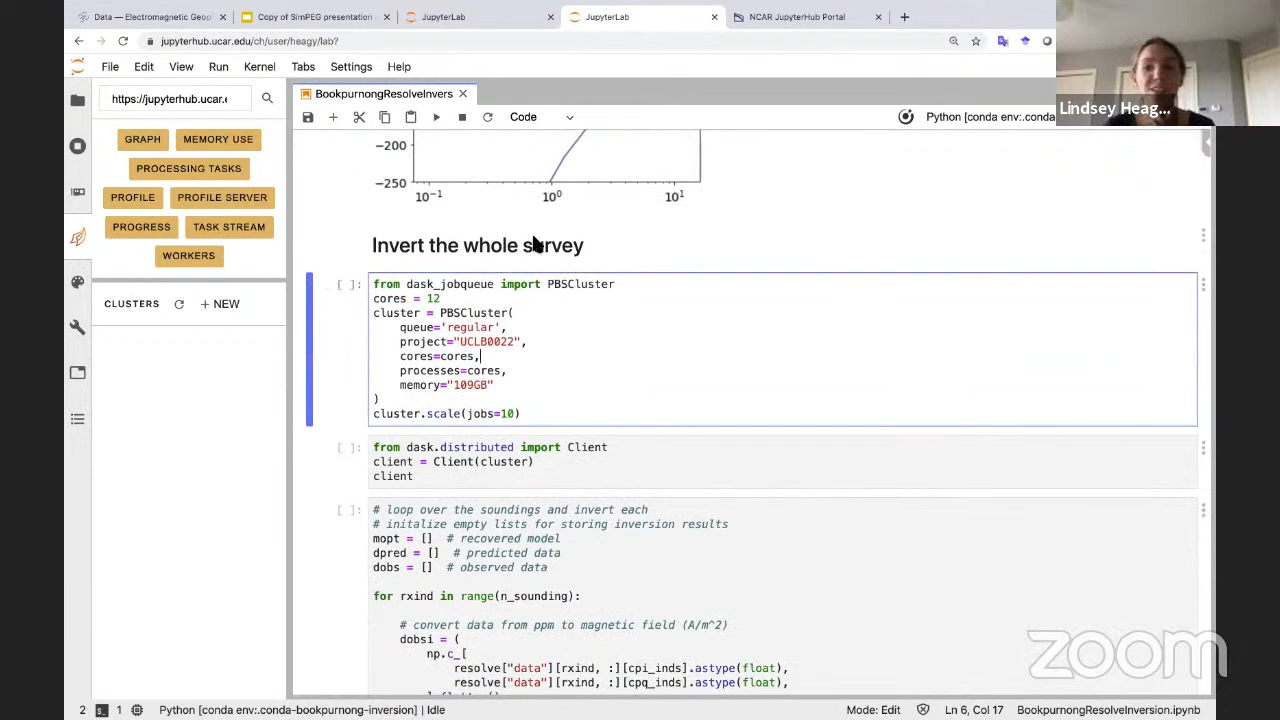 Data — Electromagnetic Geop
Copy of SimPEG presentation
JupyterLab
JupyterLab
NCAR JupyterHub Portal
jupyterhub.ucar.edu/ch/user/heagy/lab?
File Edit View Run Kernel Tabs Settings Help
Lindsey Heag...
https://jupyterhub.ucar.e
BookpurnongResolveInvers
Code
Python [conda env:.conda-
GRAPH
MEMORY USE
PROCESSING TASKS
PROFILE
PROFILE SERVER
PROGRESS
TASK STREAM
WORKERS
CLUSTERS
+ NEW
−200
−250
10⁻¹
10⁰
10¹
Invert the whole survey
[ ]:
from dask_jobqueue import PBSCluster
cores = 12
cluster = PBSCluster(
queue='regular',
project="UCLB0022",
cores=cores,
processes=cores,
memory="109GB"
)
cluster.scale(jobs=10)
[ ]:
from dask.distributed import Client
client = Client(cluster)
client
[ ]:
# loop over the soundings and invert each
# initalize empty lists for storing inversion results
mopt = [] # recovered model
dpred = [] # predicted data
dobs = [] # observed data
for rxind in range(n_sounding):
# convert data from ppm to magnetic field (A/m^2)
dobsi = (
np.c_[
resolve["data"][rxind, :][cpi_inds].astype(float),
resolve["data"][rxind, :][cpq_inds].astype(float),
zoom
2
1
Python [conda env:.conda-bookpurnong-inversion] | Idle
Mode: Edit
Ln 6, Col 17
BookpurnongResolveInversion.ipynb